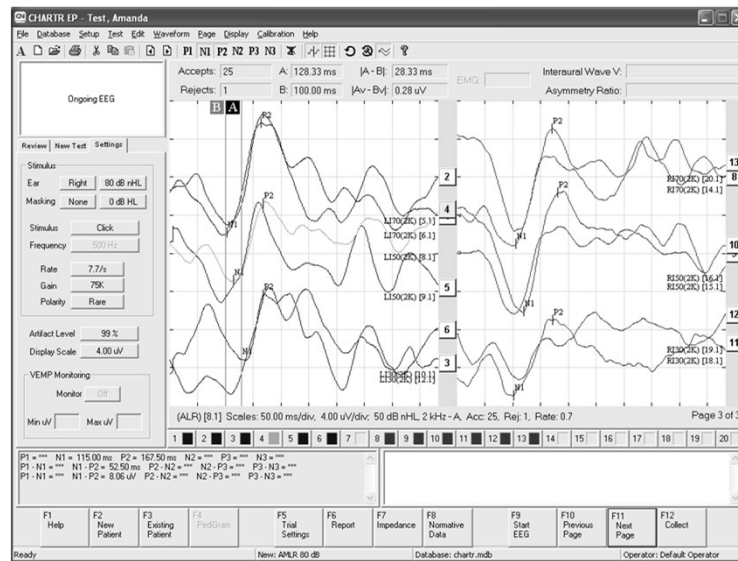 CHARTR EP - Test, Amanda
File Database Setup Test Edit Waveform Page Display Calibration Help
A P1 N1 P2 N2 P3 N3
Accepts: 25 A: 128.33 ms |A - B|: 28.33 ms EMG: Interaural Wave V:
Rejects: 1 B: 100.00 ms |Av - Bv|: 0.28 uV Asymmetry Ratio:
Ongoing EEG
Review New Test Settings
Stimulus
Ear Right 80 dB nHL
Masking None 0 dB HL
Stimulus Click
Frequency 500 Hz
Rate 7.7/s
Gain 75K
Polarity Rare
Artifact Level 99 %
Display Scale 4.00 uV
VEMP Monitoring
Monitor Off
Min uV Max uV
B A
P2
N1
2
4
LI70(2K) [5.1]
LI70(2K) [6.1]
P2
N1
LI50(2K) [8.1]
LI50(2K) [9.1]
5
P2
N1
6
3
LI30(2K) [10.1]
LI30(2K) [12.1]
P2
N1
13
8
RI70(2K) [20.1]
RI70(2K) [14.1]
P2
N1
10
RI50(2K) [16.1]
RI50(2K) [15.1]
P2
N1
12
11
RI30(2K) [19.1]
RI30(2K) [18.1]
(ALR) [8.1] Scales: 50.00 ms/div, 4.00 uV/div, 50 dB nHL, 2 kHz - A, Acc: 25, Rej: 1, Rate: 0.7 Page 3 of 3
1 2 3 4 5 6 7 8 9 10 11 12 13 14 15 16 17 18 19 20
P1 = *** N1 = 115.00 ms P2 = 167.50 ms N2 = *** P3 = *** N3 = ***
P1 - N1 = *** N1 - P2 = 52.50 ms P2 - N2 = *** N2 - P3 = *** P3 - N3 = ***
P1 - N1 = *** N1 - P2 = 8.06 uV P2 - N2 = *** N2 - P3 = *** P3 - N3 = ***
F1 Help
F2 New Patient
F3 Existing Patient
F4 PediGram
F5 Trial Settings
F6 Report
F7 Impedance
F8 Normative Data
F9 Start EEG
F10 Previous Page
F11 Next Page
F12 Collect
Ready New: AMLR 80 dB Database: chartr.mdb Operator: Default Operator